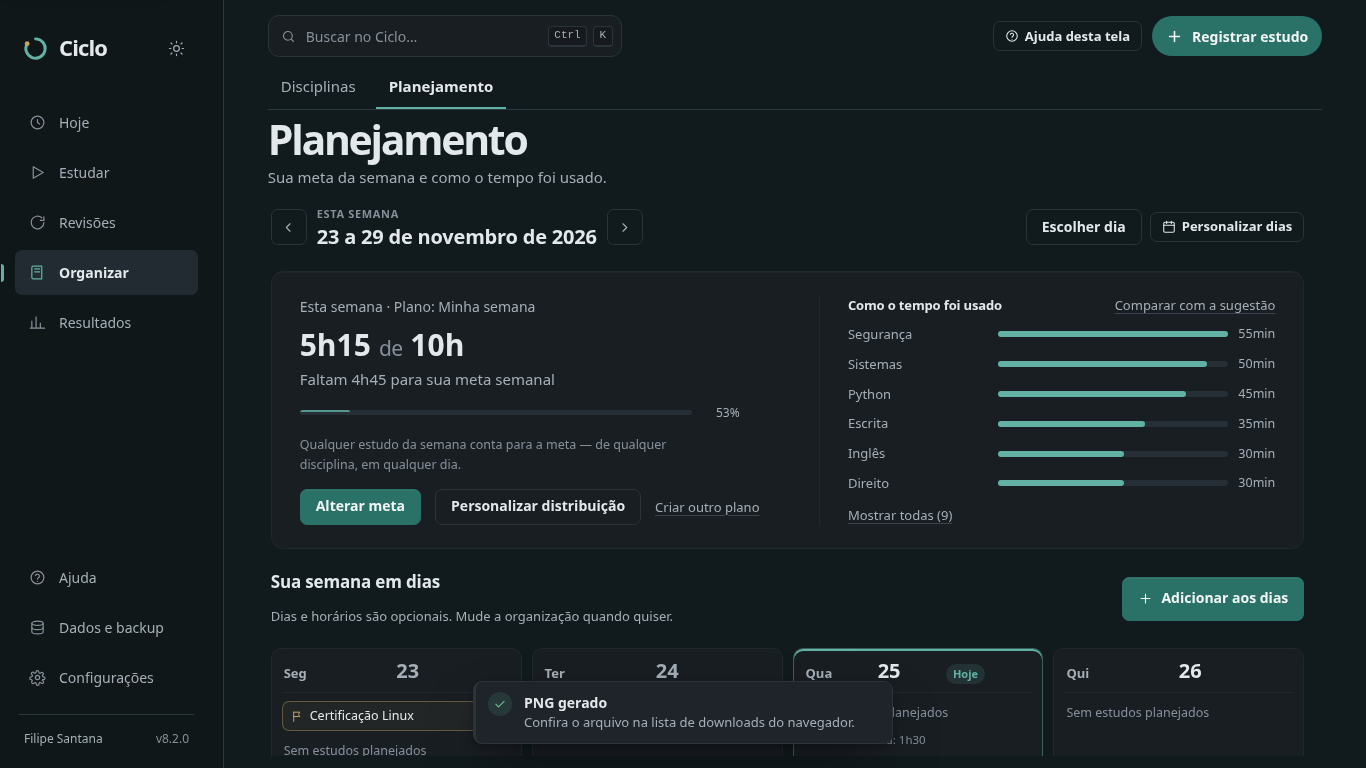 Ciclo
Hoje
Estudar
Revisões
Organizar
Resultados
Ajuda
Dados e backup
Configurações
Filipe Santana v8.2.0
Buscar no Ciclo... Ctrl K
Ajuda desta tela
Registrar estudo
Disciplinas Planejamento
Planejamento
Sua meta da semana e como o tempo foi usado.
ESTA SEMANA
23 a 29 de novembro de 2026
Escolher dia
Personalizar dias
Esta semana · Plano: Minha semana
5h15 de 10h
Faltam 4h45 para sua meta semanal
53%
Qualquer estudo da semana conta para a meta — de qualquer
disciplina, em qualquer dia.
Alterar meta Personalizar distribuição Criar outro plano
Como o tempo foi usado Comparar com a sugestão
Segurança 55min
Sistemas 50min
Python 45min
Escrita 35min
Inglês 30min
Direito 30min
Mostrar todas (9)
Sua semana em dias
Dias e horários são opcionais. Mude a organização quando quiser.
Adicionar aos dias
Seg 23
Certificação Linux
Sem estudos planejados
Ter 24
Qua 25 Hoje
1h30
Qui 26
Sem estudos planejados
PNG gerado
Confira o arquivo na lista de downloads do navegador.